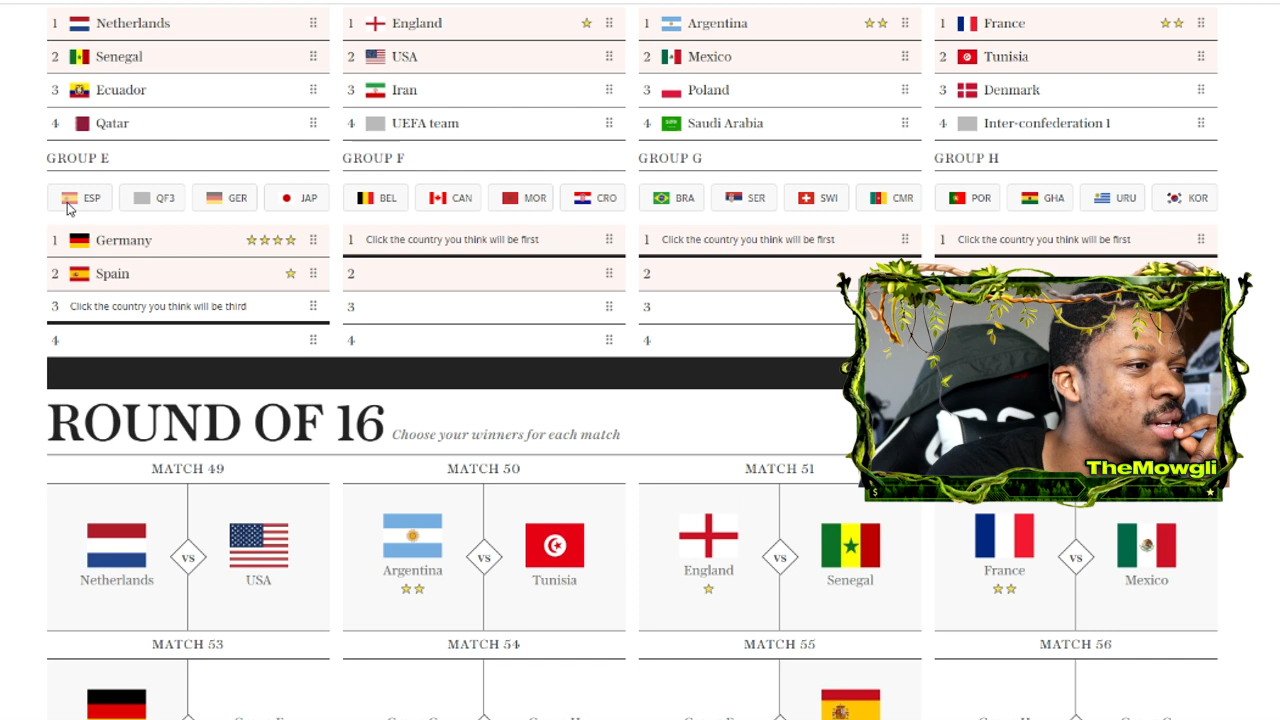 1 Netherlands
2 Senegal
3 Ecuador
4 Qatar
1 England
2 USA
3 Iran
4 UEFA team
1 Argentina
2 Mexico
3 Poland
4 Saudi Arabia
1 France
2 Tunisia
3 Denmark
4 Inter-confederation 1
GROUP E
ESP QF3 GER JAP
1 Germany
2 Spain
3 Click the country you think will be third
4
GROUP F
BEL CAN MOR CRO
1 Click the country you think will be first
2
3
4
GROUP G
BRA SER SWI CMR
1 Click the country you think will be first
2
3
4
GROUP H
POR GHA URU KOR
1 Click the country you think will be first
TheMowgli
$
ROUND OF 16 Choose your winners for each match
MATCH 49
Netherlands vs USA
MATCH 50
Argentina vs Tunisia
MATCH 51
England vs Senegal
France vs Mexico
MATCH 53
MATCH 54
MATCH 55
MATCH 56